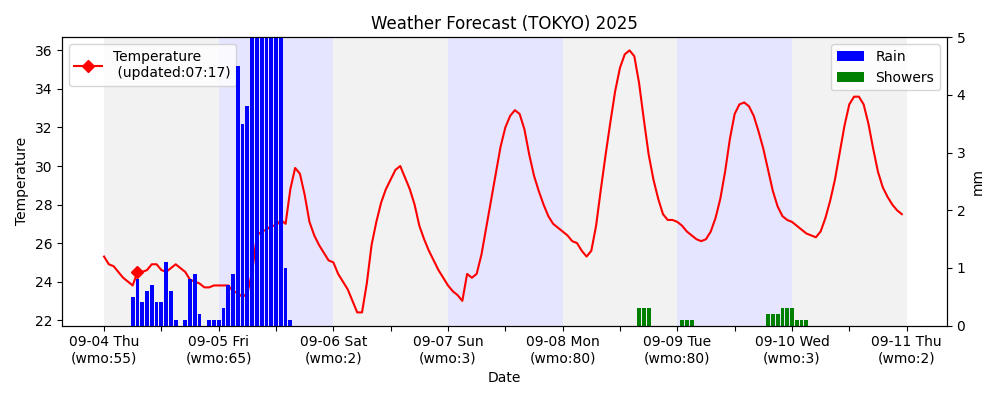 Weather Forecast (TOKYO) 2025
Temperature
(updated:07:17)
Rain
Showers
36
34
32
30
28
26
24
22
Temperature
5
4
3
2
1
0
mm
09-04 Thu
(wmo:55)
09-05 Fri
(wmo:65)
09-06 Sat
(wmo:2)
09-07 Sun
(wmo:3)
09-08 Mon
(wmo:80)
09-09 Tue
(wmo:80)
09-10 Wed
(wmo:3)
09-11 Thu
(wmo:2)
Date